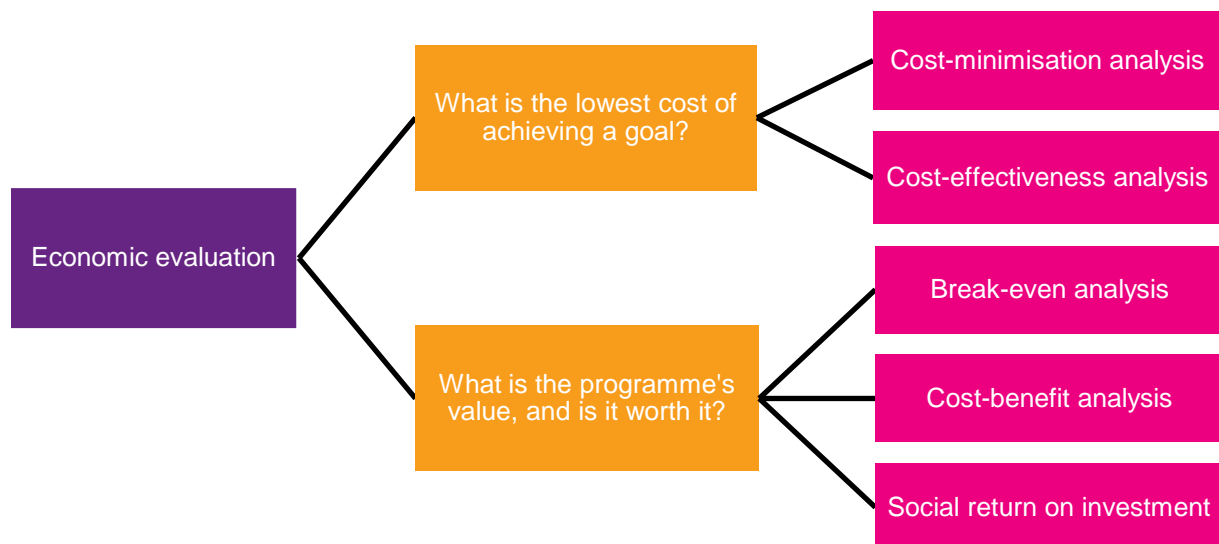 Economic evaluation
What is the lowest cost of
achieving a goal?
Cost-minimisation analysis
Cost-effectiveness analysis
What is the programme's
value, and is it worth it?
Break-even analysis
Cost-benefit analysis
Social return on investment